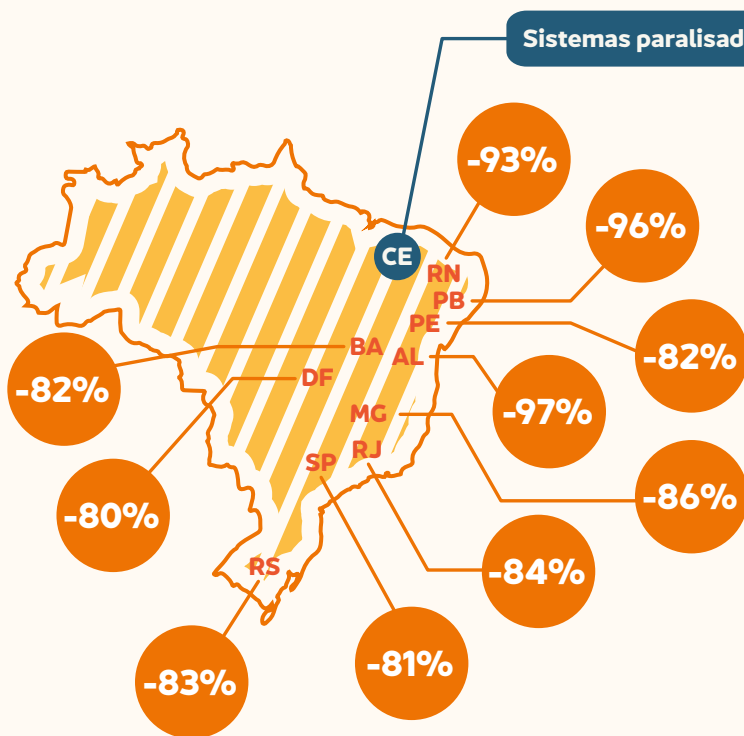 Sistemas
-93%
-96%
CE
RN
PB
PE
-82%
BA
AL
-82%
DF
-97%
MG
-86%
RJ
SP
-80%
-84%
RS
-81%
-83%